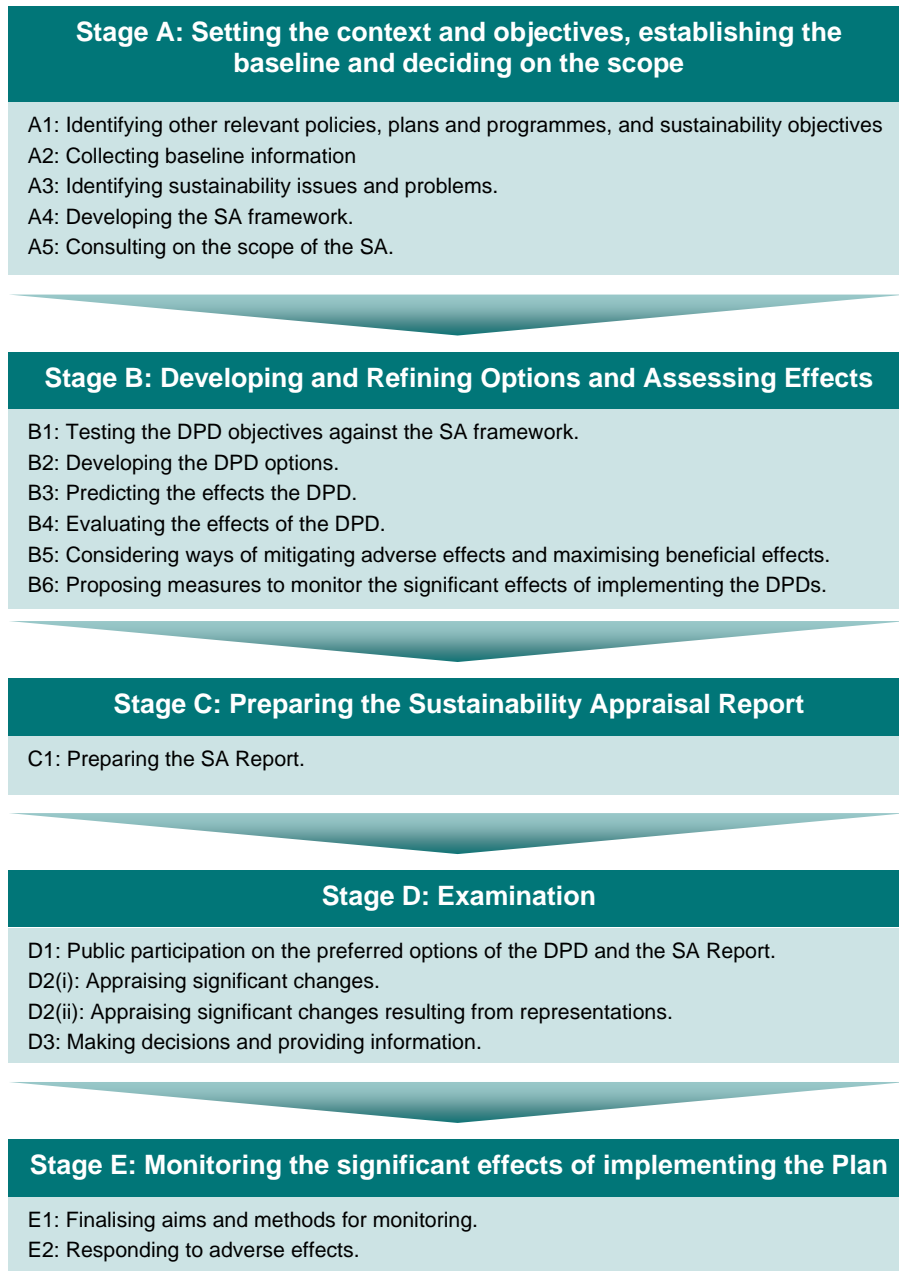 Stage A: Setting the context and objectives, establishing the
baseline and deciding on the scope
A1: Identifying other relevant policies, plans and programmes, and sustainability objectives
A2: Collecting baseline information
A3: Identifying sustainability issues and problems.
A4: Developing the SA framework.
A5: Consulting on the scope of the SA.
Stage B: Developing and Refining Options and Assessing Effects
B1: Testing the DPD objectives against the SA framework.
B2: Developing the DPD options.
B3: Predicting the effects the DPD.
B4: Evaluating the effects of the DPD.
B5: Considering ways of mitigating adverse effects and maximising beneficial effects.
B6: Proposing measures to monitor the significant effects of implementing the DPDs.
Stage C: Preparing the Sustainability Appraisal Report
C1: Preparing the SA Report.
Stage D: Examination
D1: Public participation on the preferred options of the DPD and the SA Report.
D2(i): Appraising significant changes.
D2(ii): Appraising significant changes resulting from representations.
D3: Making decisions and providing information.
Stage E: Monitoring the significant effects of implementing the Plan
E1: Finalising aims and methods for monitoring.
E2: Responding to adverse effects.